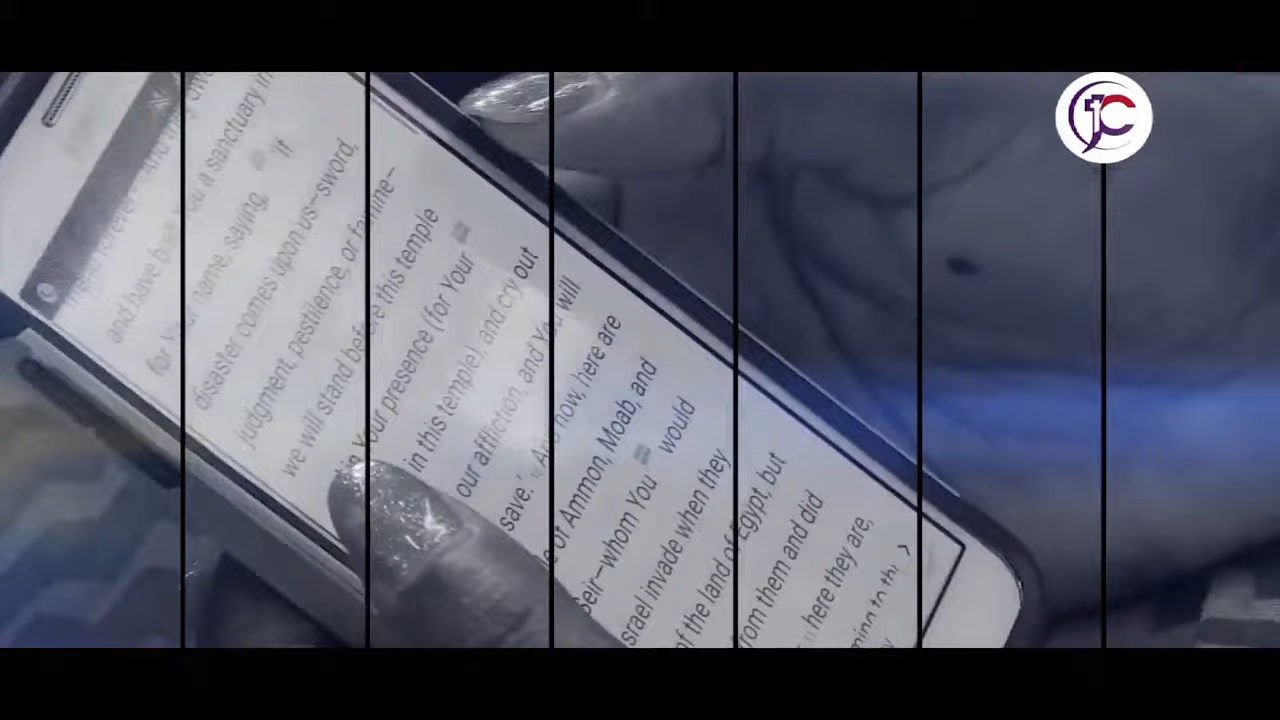 and have built You a sanctuary in
for Your name, saying, 'If
disaster comes upon us—sword,
judgment, pestilence, or famine—
we will stand before this temple
in Your presence (for Your
in this temple), and cry out
our affliction, and You will
save.' And now, here are
of Ammon, Moab, and
Seir—whom You would
srael invade when they
of the land of Egypt, but
from them and did
here they are,
jc